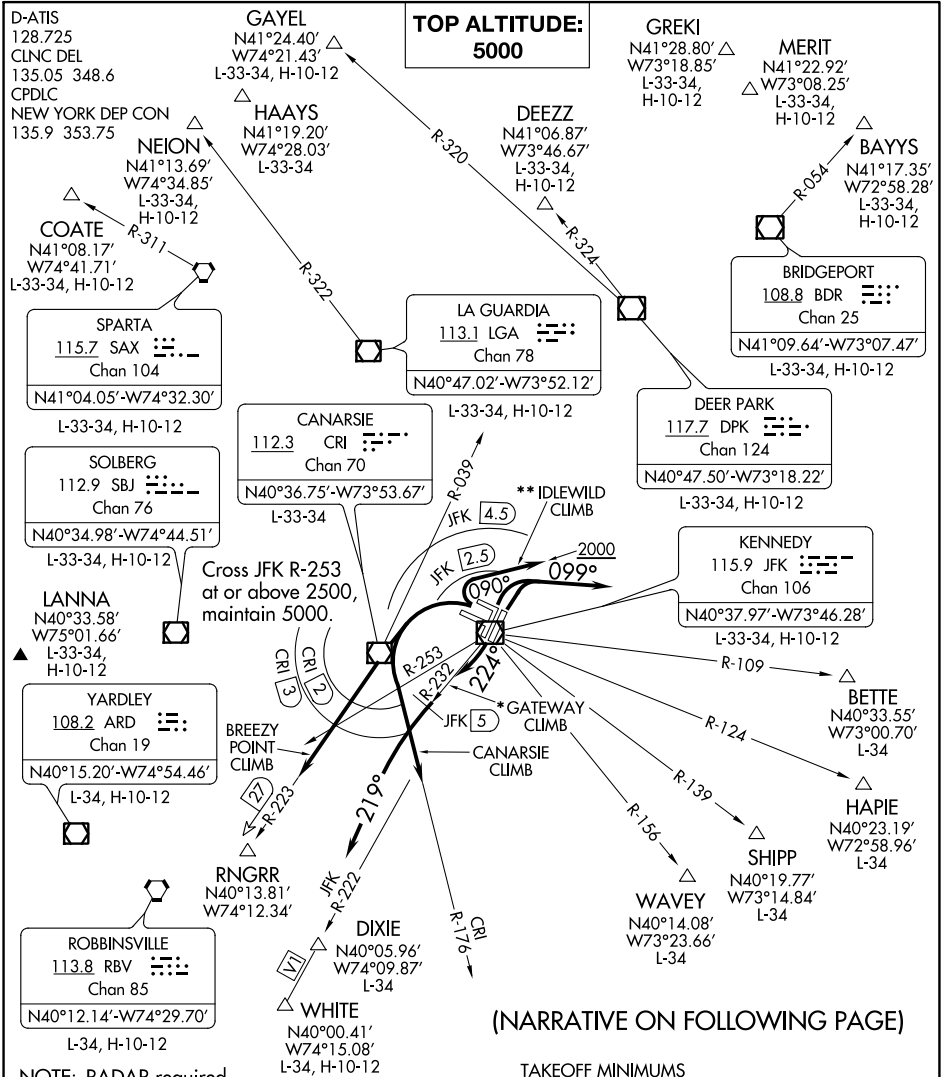 D-ATIS
128.725
CLNC DEL
135.05 348.6
CPDLC
NEW YORK DEP CON
135.9 353.75
TOP ALTITUDE:
5000
GAYEL
N41°24.40'
W74°21.43'
L-33-34, H-10-12
HAAYS
N41°19.20'
W74°28.03'
L-33-34
NEION
N41°13.69'
W74°34.85'
L-33-34,
H-10-12
COATE
N41°08.17'
W74°41.71'
L-33-34, H-10-12
R-311
R-322
R-320
R-324
DEEZZ
N41°06.87'
W73°46.67'
L-33-34,
H-10-12
GREKI
N41°28.80'
W73°18.85'
L-33-34,
H-10-12
MERIT
N41°22.92'
W73°08.25'
L-33-34,
H-10-12
BAYYS
N41°17.35'
W72°58.28'
L-33-34,
H-10-12
R-054
BRIDGEPORT
108.8 BDR
Chan 25
N41°09.64'-W73°07.47'
L-33-34, H-10-12
SPARTA
115.7 SAX
Chan 104
N41°04.05'-W74°32.30'
L-33-34, H-10-12
LA GUARDIA
113.1 LGA
Chan 78
N40°47.02'-W73°52.12'
L-33-34, H-10-12
DEER PARK
117.7 DPK
Chan 124
N40°47.50'-W73°18.22'
L-33-34, H-10-12
CANARSIE
112.3 CRI
Chan 70
N40°36.75'-W73°53.67'
L-33-34
SOLBERG
112.9 SBJ
Chan 76
N40°34.98'-W74°44.51'
L-33-34, H-10-12
R-039
** IDLEWILD
CLIMB
JFK 4.5
JFK 2.5
2000
090°
099°
KENNEDY
115.9 JFK
Chan 106
N40°37.97'-W73°46.28'
L-33-34, H-10-12
Cross JFK R-253
at or above 2500,
maintain 5000.
LANNA
N40°33.58'
W75°01.66'
L-33-34,
H-10-12
YARDLEY
108.2 ARD
Chan 19
N40°15.20'-W74°54.46'
L-34, H-10-12
CRI 3
CRI 2
R-253
R-232
224°
JFK 5
*GATEWAY
CLIMB
CANARSIE
CLIMB
BREEZY
POINT
CLIMB
27
R-223
219°
JFK
R-222
CRI
R-176
R-109
R-124
R-139
R-156
BETTE
N40°33.55'
W73°00.70'
L-34
HAPIE
N40°23.19'
W72°58.96'
L-34
SHIPP
N40°19.77'
W73°14.84'
L-34
WAVEY
N40°14.08'
W73°23.66'
L-34
RNGRR
N40°13.81'
W74°12.34'
DIXIE
N40°05.96'
W74°09.87'
L-34
V1
WHITE
N40°00.41'
W74°15.08'
L-34, H-10-12
ROBBINSVILLE
113.8 RBV
Chan 85
N40°12.14'-W74°29.70'
L-34, H-10-12
(NARRATIVE ON FOLLOWING PAGE)
NOTE: RADAR required
TAKEOFF MINIMUMS